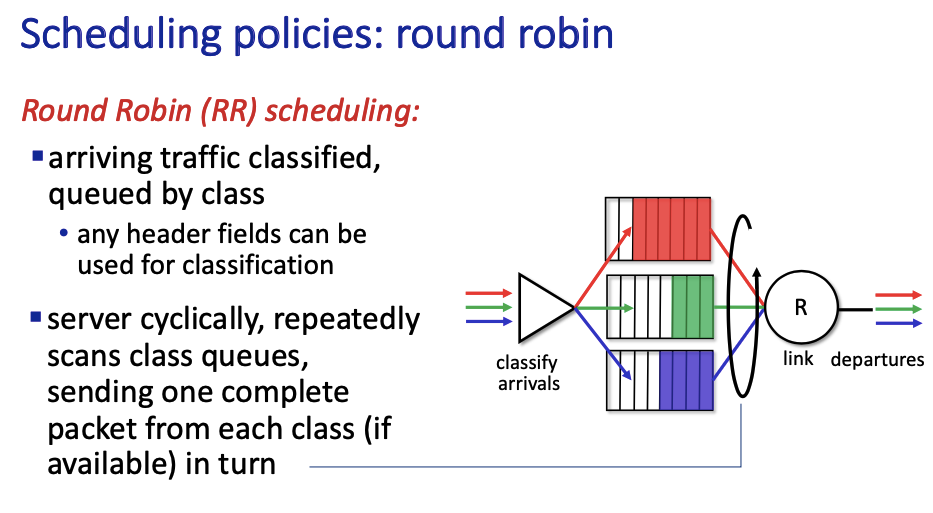 Scheduling policies: round robin
Round Robin (RR) scheduling:
▪ arriving traffic classified,
queued by class
• any header fields can be
used for classification
▪ server cyclically, repeatedly
scans class queues,
sending one complete
packet from each class (if
available) in turn
classify
arrivals
R
link
departures